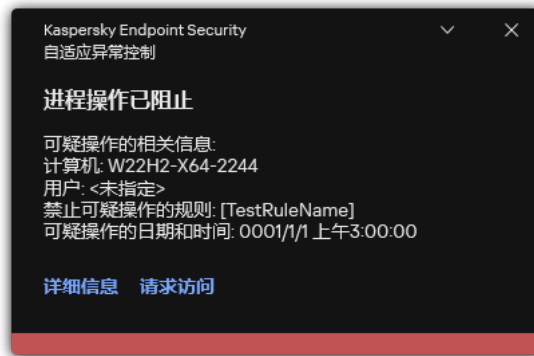 Kaspersky Endpoint Security
自适应异常控制
进程操作已阻止
可疑操作的相关信息:
计算机: W22H2-X64-2244
用户: <未指定>
禁止可疑操作的规则: [TestRuleName]
可疑操作的日期和时间: 0001/1/1 上午3:00:00
详细信息 请求访问